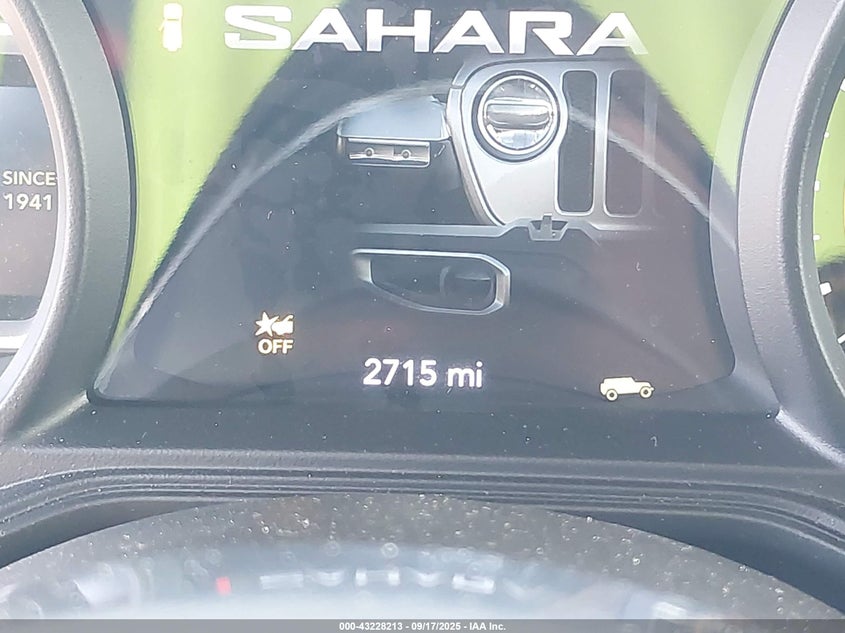 SAHARA
SINCE
1941
OFF
2715 mi
000-43228213 - 09/17/2025 - IAA Inc.